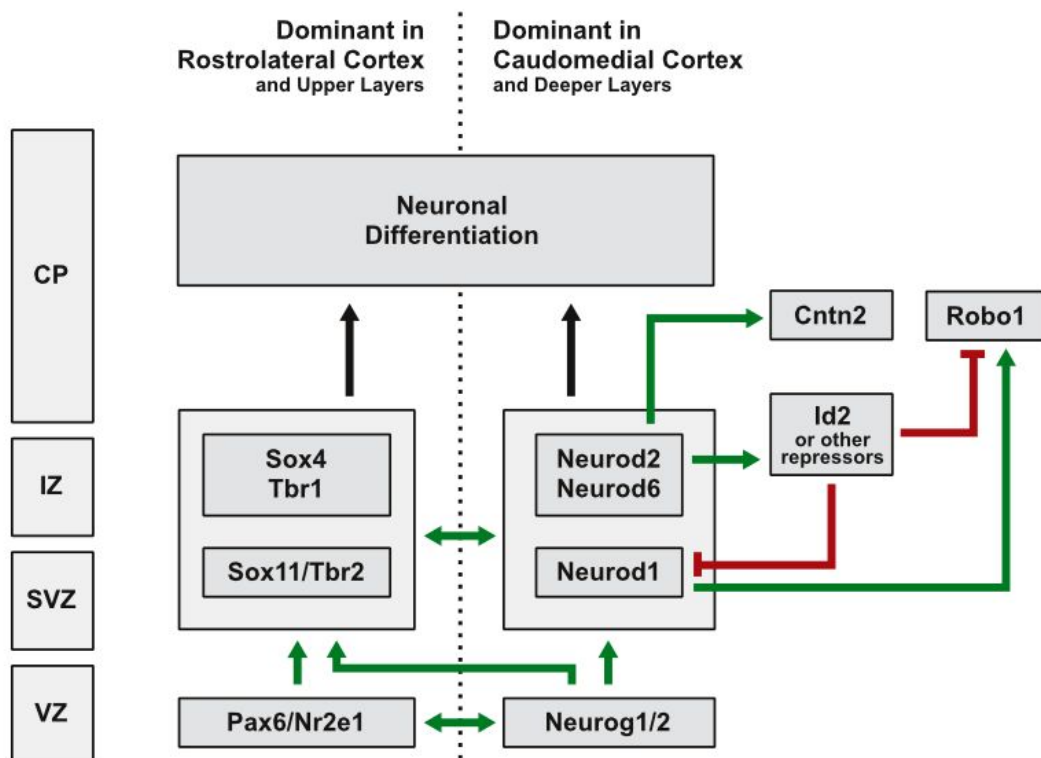 Dominant in
Rostrolateral Cortex
and Upper Layers
Dominant in
Caudomedial Cortex
and Deeper Layers
CP
IZ
SVZ
VZ
Neuronal
Differentiation
Cntn2
Robo1
Id2
or other
repressors
Sox4
Tbr1
Neurod2
Neurod6
Sox11/Tbr2
Neurod1
Pax6/Nr2e1
Neurog1/2